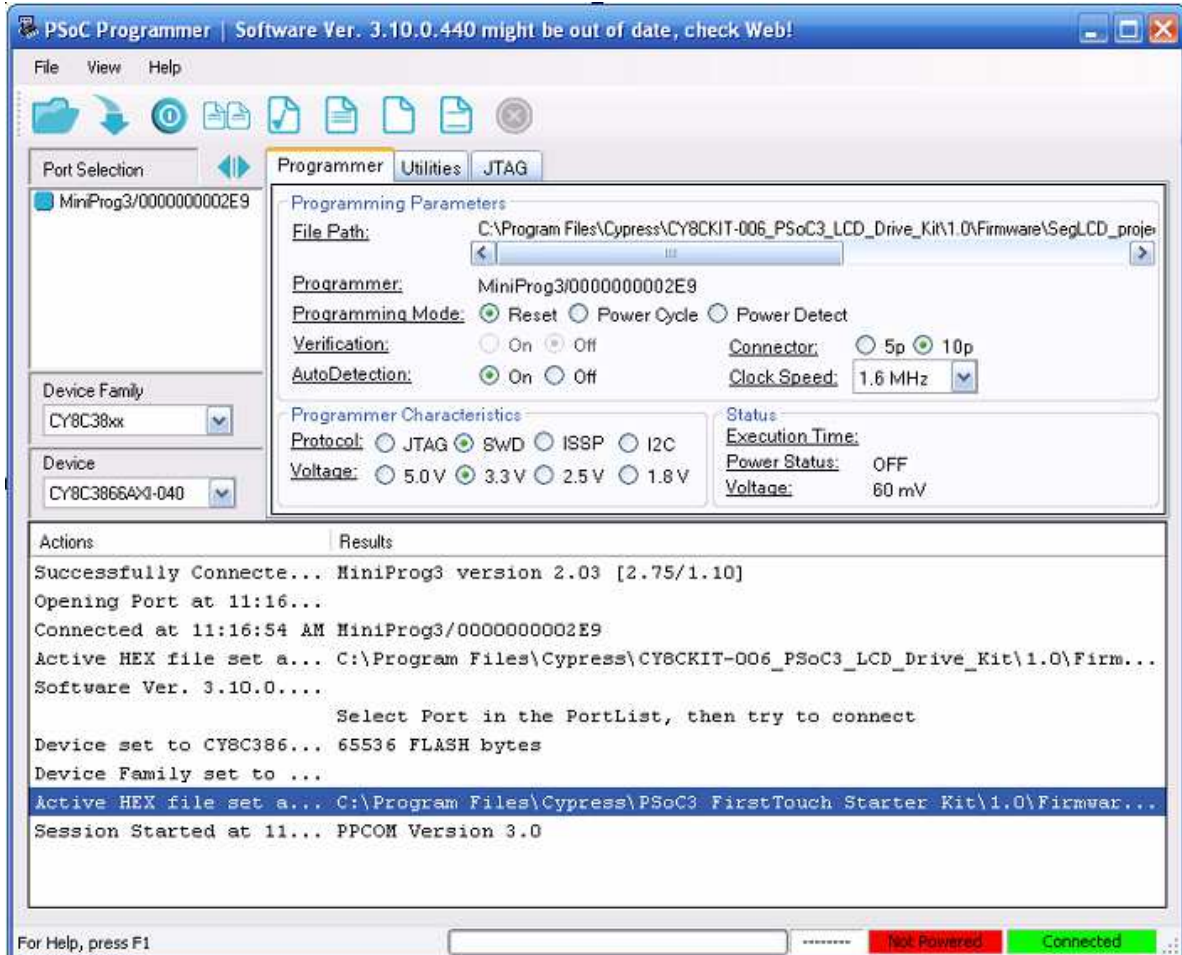 PSoC Programmer | Software Ver. 3.10.0.440 might be out of date, check Web!
File View Help
Port Selection
MiniProg3/0000000002E9
Programmer Utilities JTAG
Programming Parameters
File Path: C:\Program Files\Cypress\CY8CKIT-006_PSoC3_LCD_Drive_Kit\1.0\Firmware\SegLCD_proje
Programmer: MiniProg3/0000000002E9
Programming Mode: Reset Power Cycle Power Detect
Verification: On Off Connector: 5p 10p
AutoDetection: On Off Clock Speed: 1.6 MHz
Device Family
CY8C38xx
Device
CY8C3866AXI-040
Programmer Characteristics
Protocol: JTAG SWD ISSP I2C
Voltage: 5.0 V 3.3 V 2.5 V 1.8 V
Status
Execution Time:
Power Status: OFF
Voltage: 60 mV
Actions Results
Successfully Connecte... MiniProg3 version 2.03 [2.75/1.10]
Opening Port at 11:16...
Connected at 11:16:54 AM MiniProg3/0000000002E9
Active HEX file set a... C:\Program Files\Cypress\CY8CKIT-006_PSoC3_LCD_Drive_Kit\1.0\Firm...
Software Ver. 3.10.0....
Select Port in the PortList, then try to connect
Device set to CY8C386... 65536 FLASH bytes
Device Family set to ...
Active HEX file set a... C:\Program Files\Cypress\PSoC3 FirstTouch Starter Kit\1.0\Firmwar...
Session Started at 11... PPCOM Version 3.0
For Help, press F1 -------- Not Powered Connected